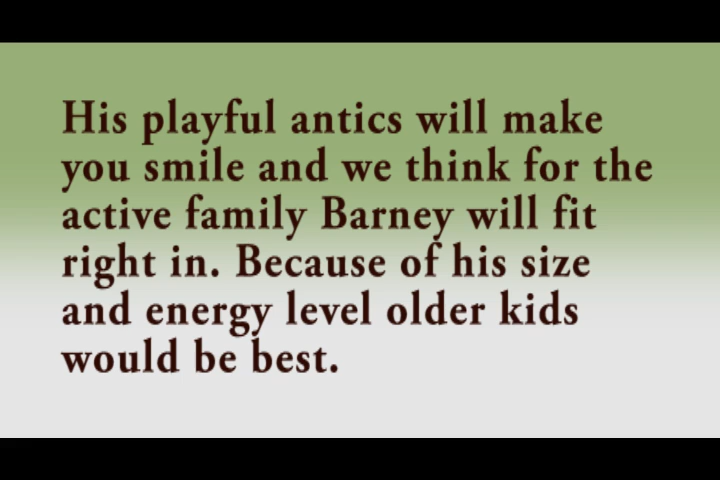 His playful antics will make
you smile and we think for the
active family Barney will fit
right in. Because of his size
and energy level older kids
would be best.